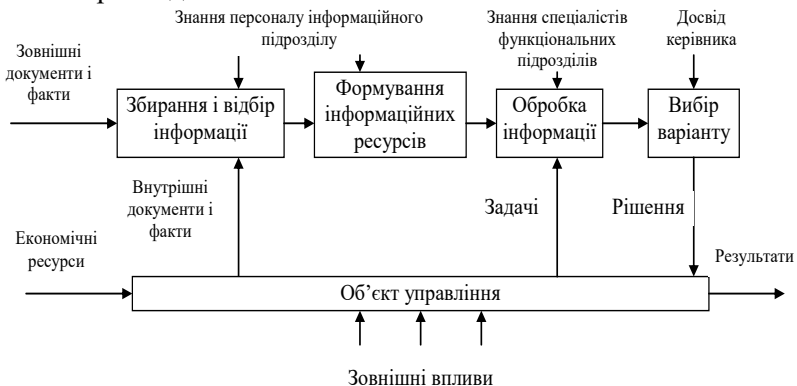 Знання персоналу інформаційного
підрозділу
Знання спеціалістів
функціональних
підрозділів
Досвід
керівника
Зовнішні
документи і
факти
Збирання і відбір
інформації
Формування
інформаційних
ресурсів
Обробка
інформації
Вибір
варіанту
Внутрішні
документи і
факти
Задачі
Рішення
Економічні
ресурси
Результати
Об’єкт управління
Зовнішні впливи